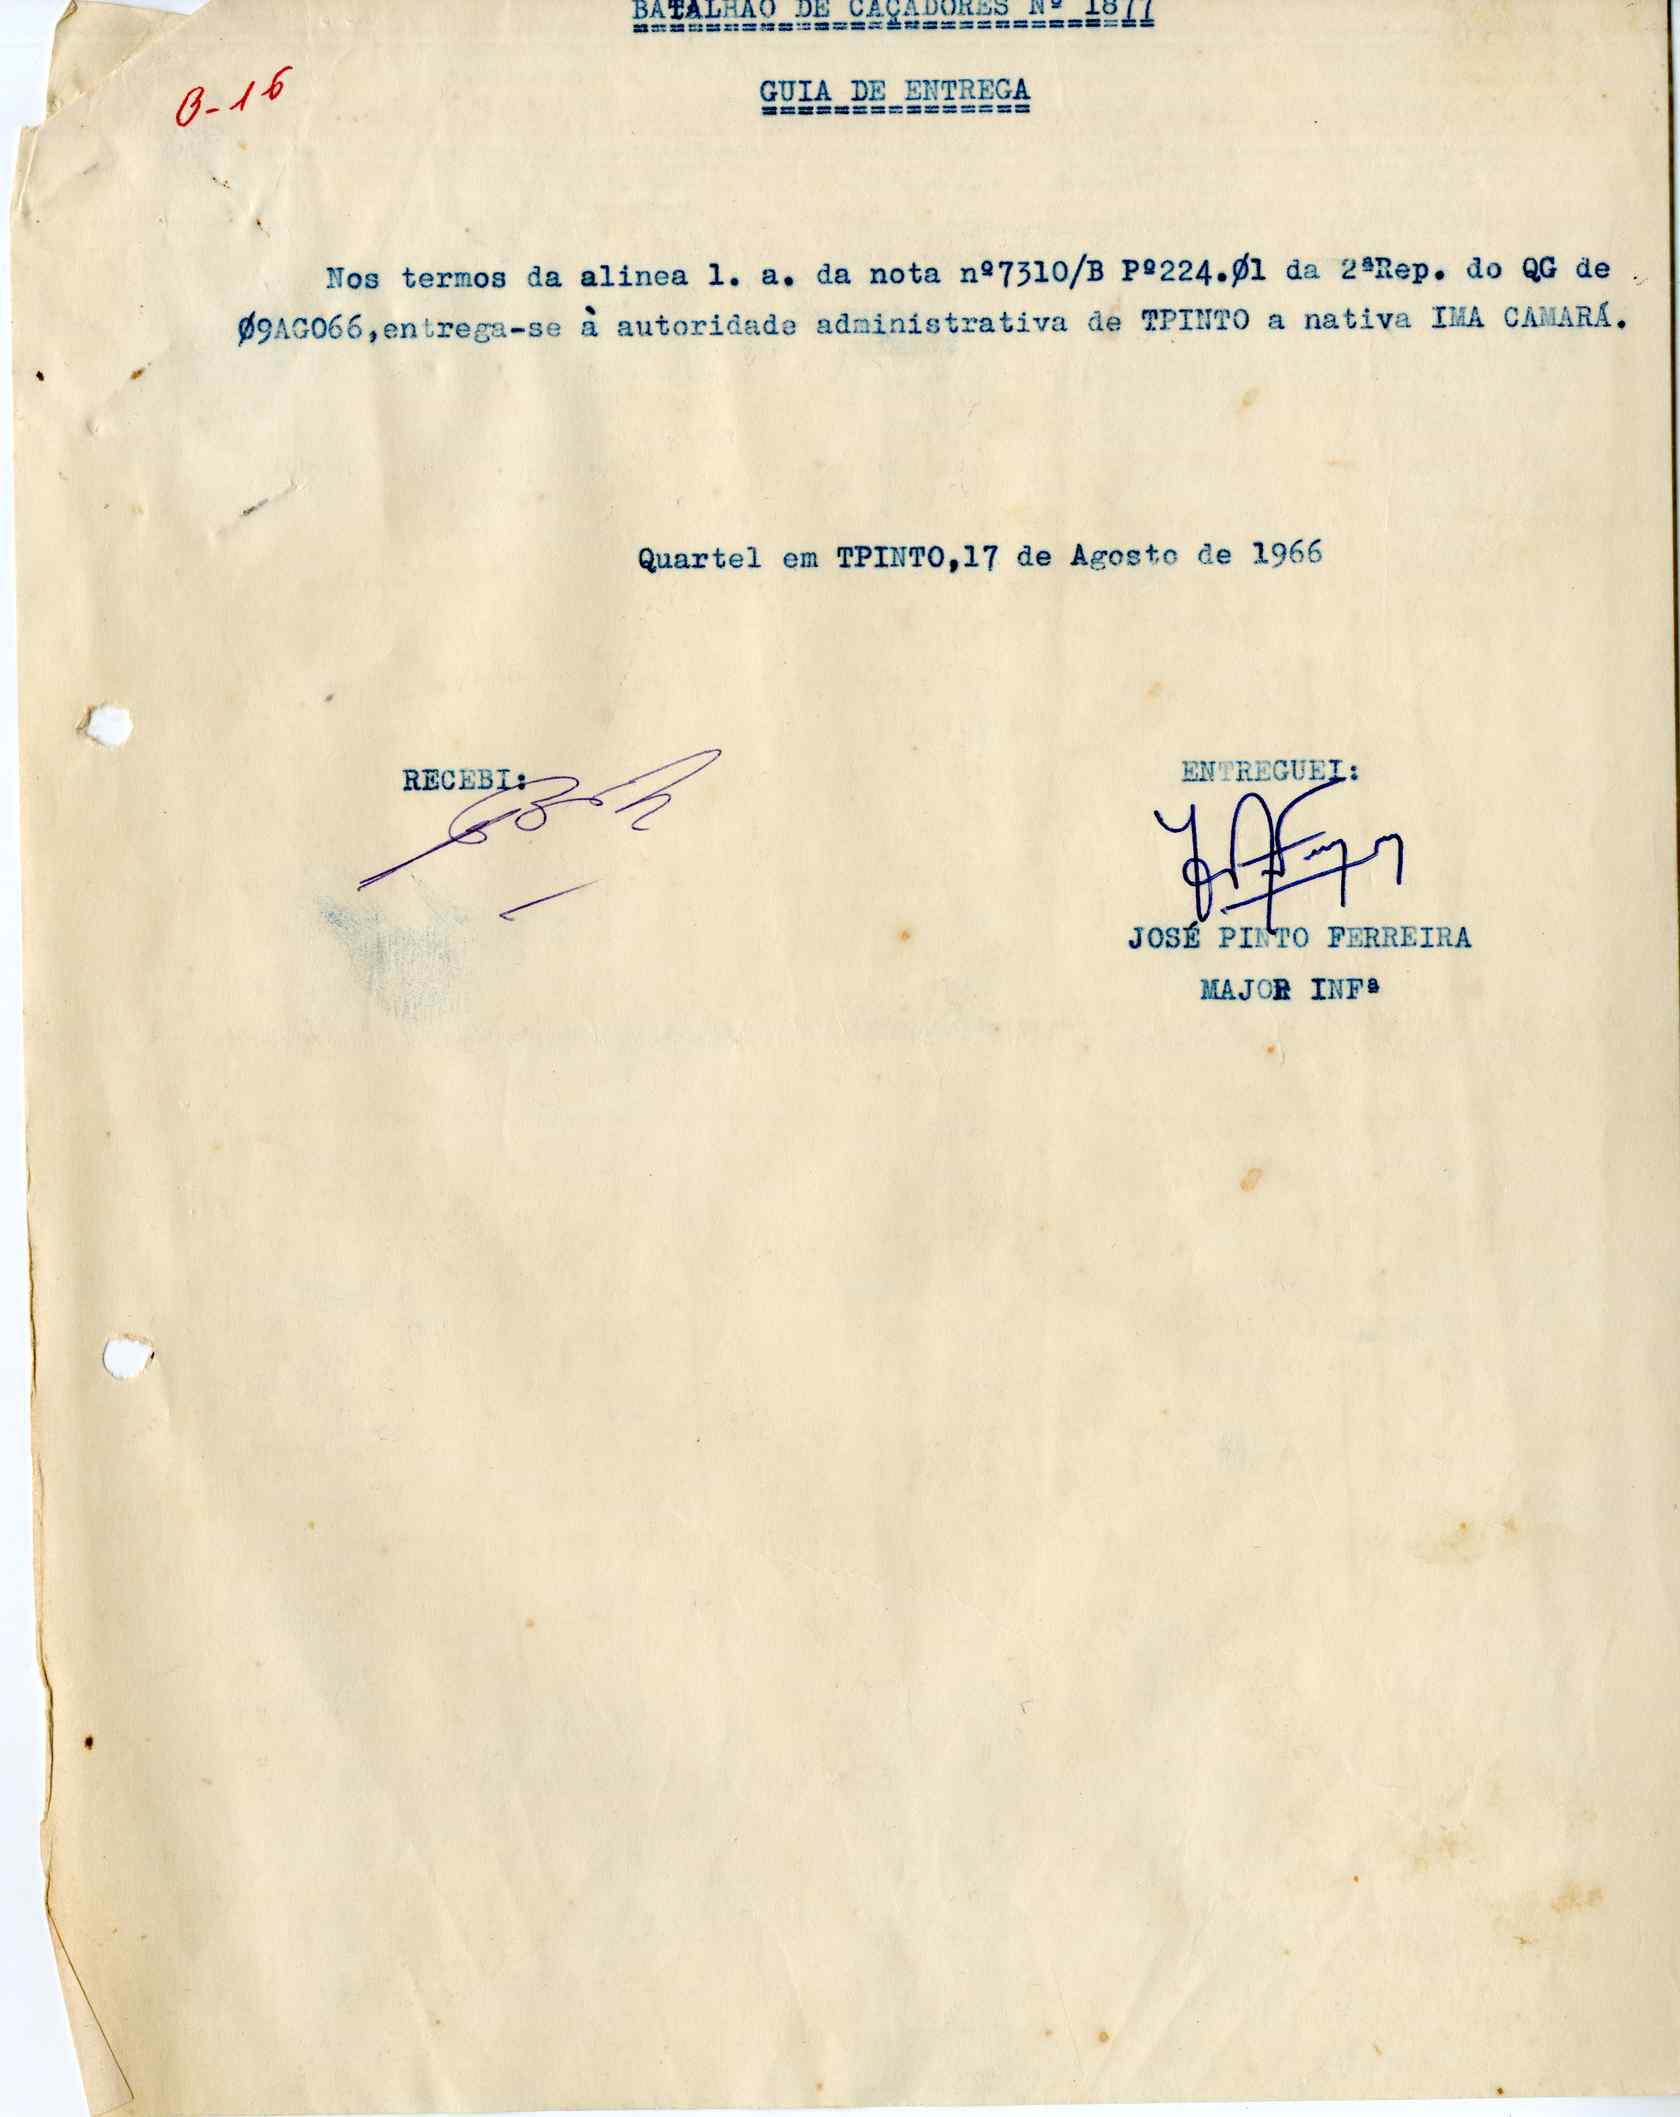 BATALHÃO DE CAÇADORES Nº 1877
B-16
GUIA DE ENTREGA
Nos termos da alinea 1. a. da nota nº7310/B Pº224.Ø1 da 2ªRep. do QG de
Ø9AGO66,entrega-se à autoridade administrativa de TPINTO a nativa IMA CAMARÁ.
Quartel em TPINTO,17 de Agosto de 1966
RECEBI:
ENTREGUEI:
JOSÉ PINTO FERREIRA
MAJOR INFª